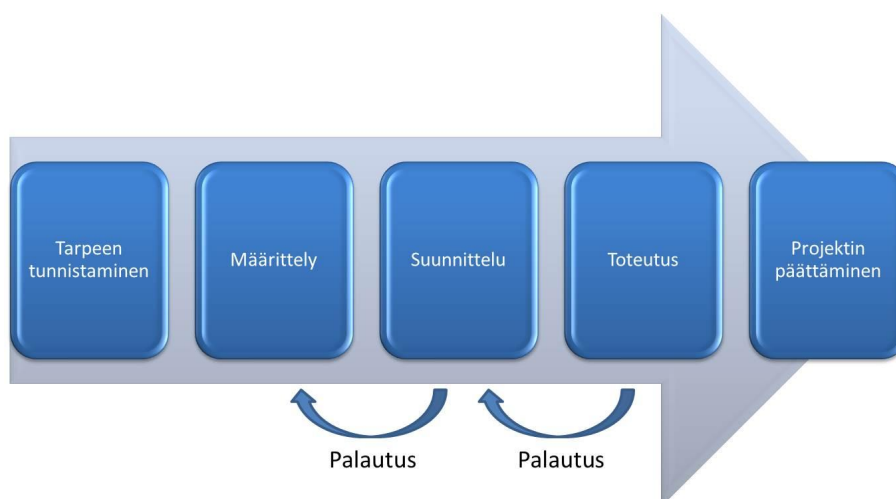 Tarpeen
tunnistaminen
Määrittely
Suunnittelu
Toteutus
Projektin
päättäminen
Palautus
Palautus